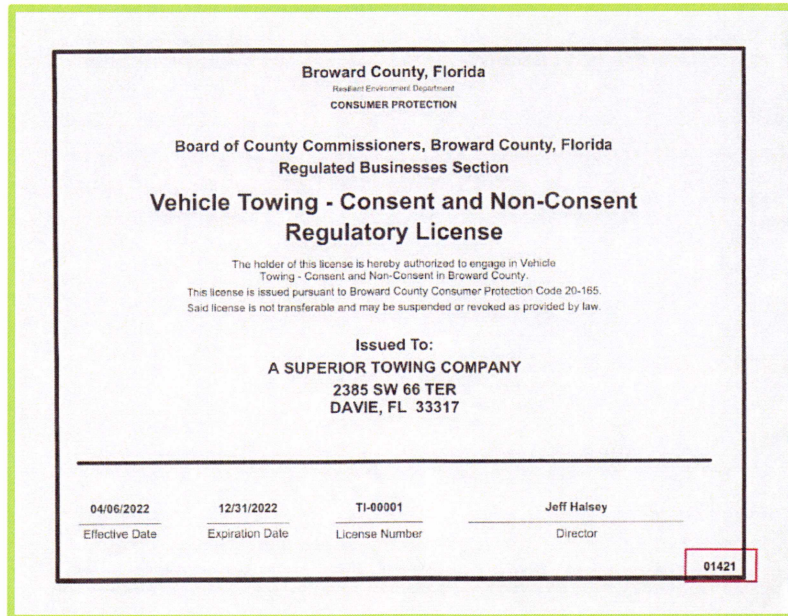 Broward County, Florida
Resilient Environment Department
CONSUMER PROTECTION
Board of County Commissioners, Broward County, Florida
Regulated Businesses Section
Vehicle Towing - Consent and Non-Consent
Regulatory License
The holder of this license is hereby authorized to engage in Vehicle
Towing - Consent and Non-Consent in Broward County.
This license is issued pursuant to Broward County Consumer Protection Code 20-165.
Said license is not transferable and may be suspended or revoked as provided by law.
Issued To:
A SUPERIOR TOWING COMPANY
2385 SW 66 TER
DAVIE, FL 33317
04/06/2022 12/31/2022 TI-00001 Jeff Halsey
Effective Date Expiration Date License Number Director
01421